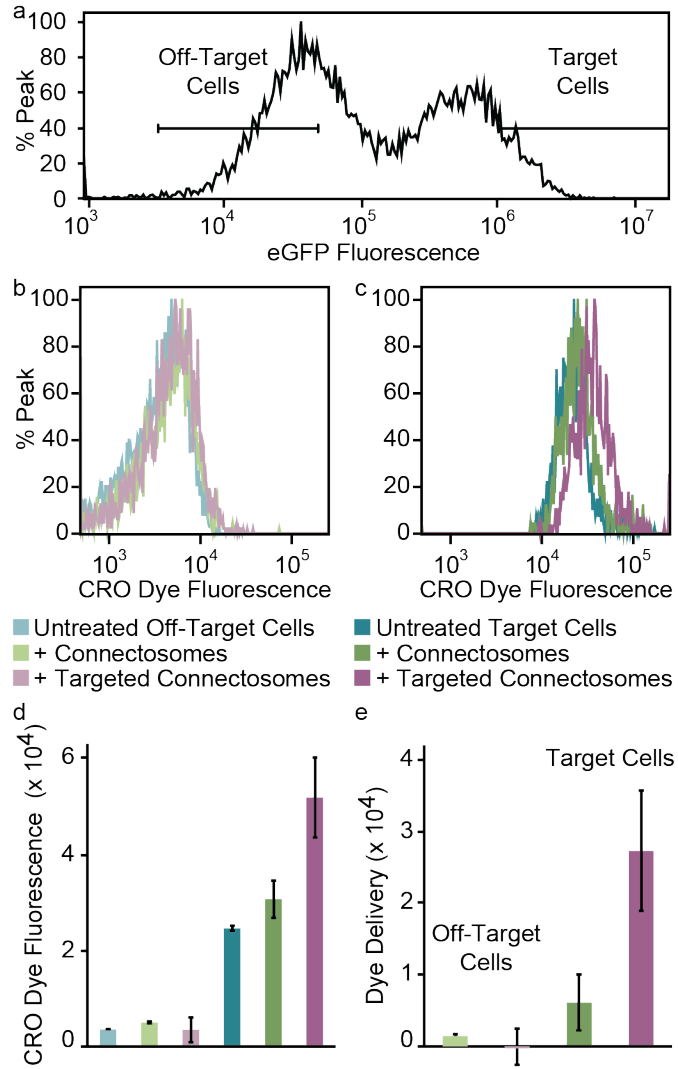 a
100
80
60
40
20
0
% Peak
Off-Target
Cells
Target
Cells
10³ 10⁴ 10⁵ 10⁶ 10⁷
eGFP Fluorescence
b
100
80
60
40
20
0
% Peak
10³ 10⁴ 10⁵
CRO Dye Fluorescence
c
100
80
60
40
20
0
10³ 10⁴ 10⁵
CRO Dye Fluorescence
Untreated Off-Target Cells
+ Connectosomes
+ Targeted Connectosomes
Untreated Target Cells
+ Connectosomes
+ Targeted Connectosomes
d
6
4
2
0
CRO Dye Fluorescence (x 10⁴)
e
4
3
2
1
0
Dye Delivery (x 10⁴)
Target Cells
Off-Target
Cells